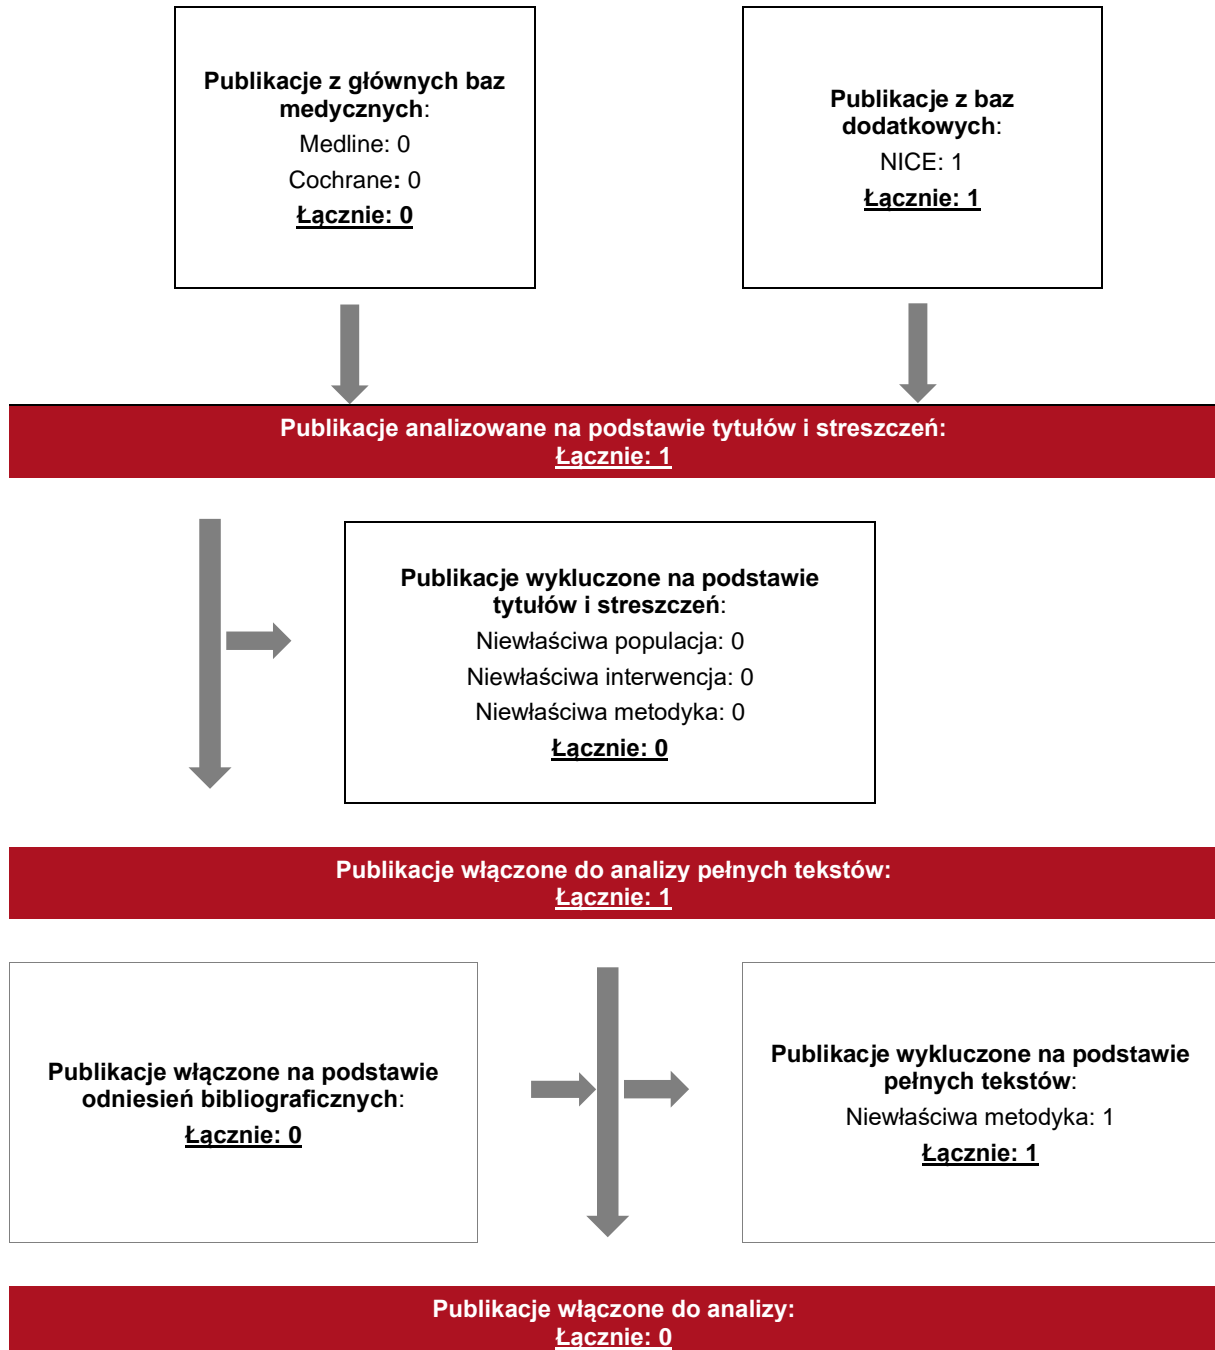 Publikacje z głównych baz
medycznych:
Medline: 0
Cochrane: 0
Łącznie: 0
Publikacje z baz
dodatkowych:
NICE: 1
Łącznie: 1
Publikacje analizowane na podstawie tytułów i streszczeń:
Łącznie: 1
Publikacje wykluczone na podstawie
tytułów i streszczeń:
Niewłaściwa populacja: 0
Niewłaściwa interwencja: 0
Niewłaściwa metodyka: 0
Łącznie: 0
Publikacje włączone do analizy pełnych tekstów:
Łącznie: 1
Publikacje włączone na podstawie
odniesień bibliograficznych:
Łącznie: 0
Publikacje wykluczone na podstawie
pełnych tekstów:
Niewłaściwa metodyka: 1
Łącznie: 1
Publikacje włączone do analizy:
Łącznie: 0